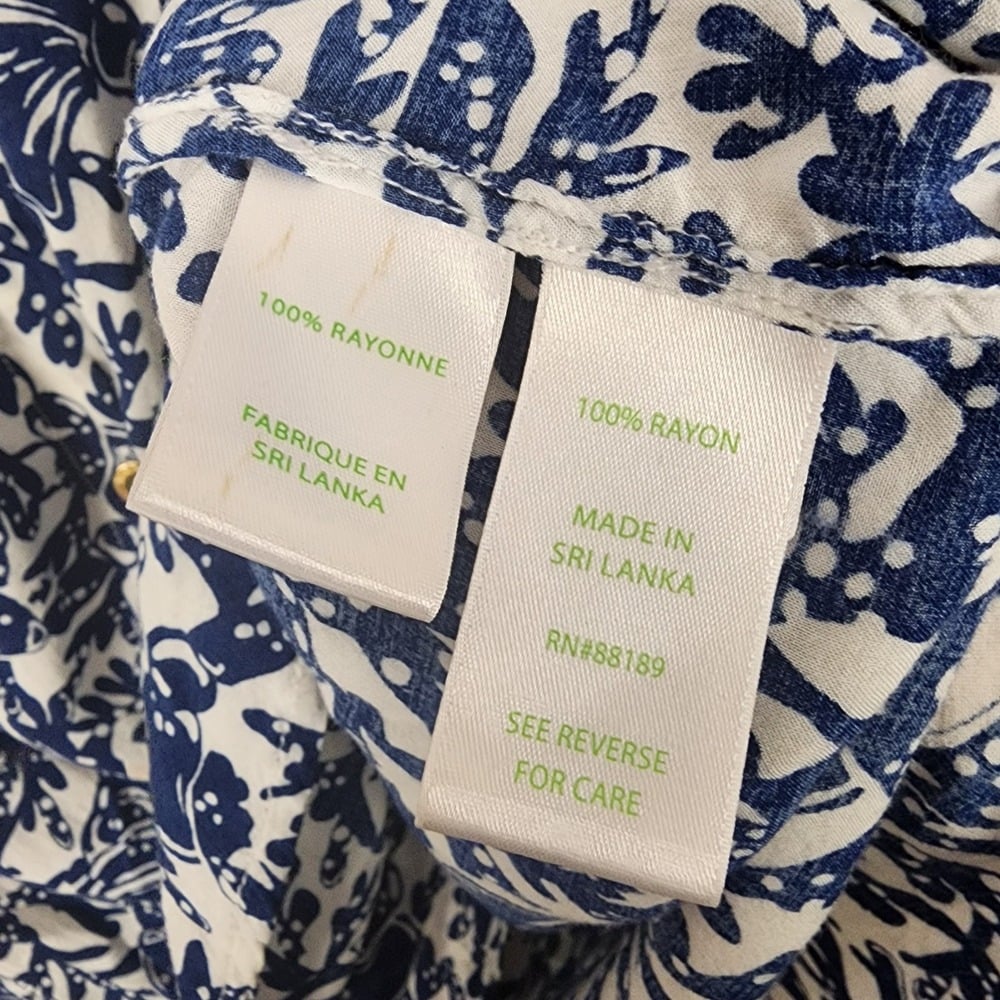 100% RAYONNE
FABRIQUE EN
SRI LANKA
100% RAYON
MADE IN
SRI LANKA
RN#88189
SEE REVERSE
FOR CARE